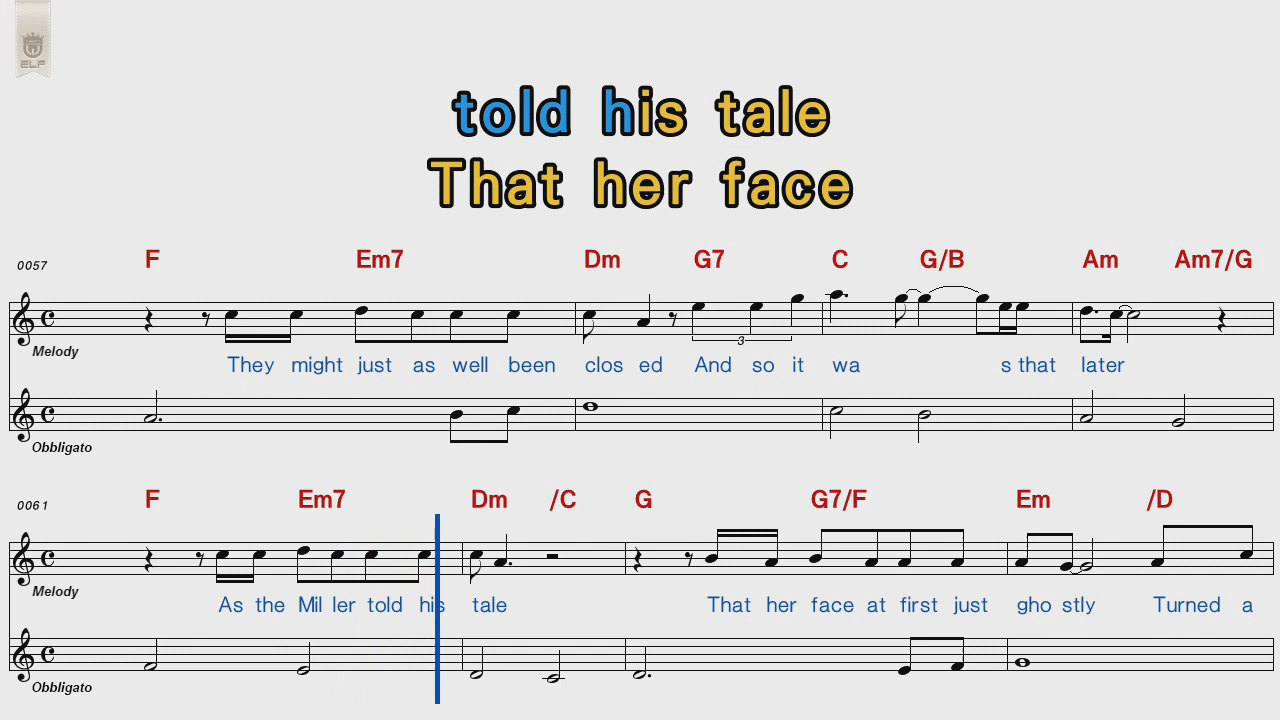 ELF
told his tale
That her face
0057 F Em7 Dm G7 C G/B Am Am7/G
3
Melody They might just as well been clos ed And so it wa s that later
Obbligato
0061 F Em7 Dm /C G G7/F Em /D
Melody As the Mil ler told his tale That her face at first just gho stly Turned a
Obbligato